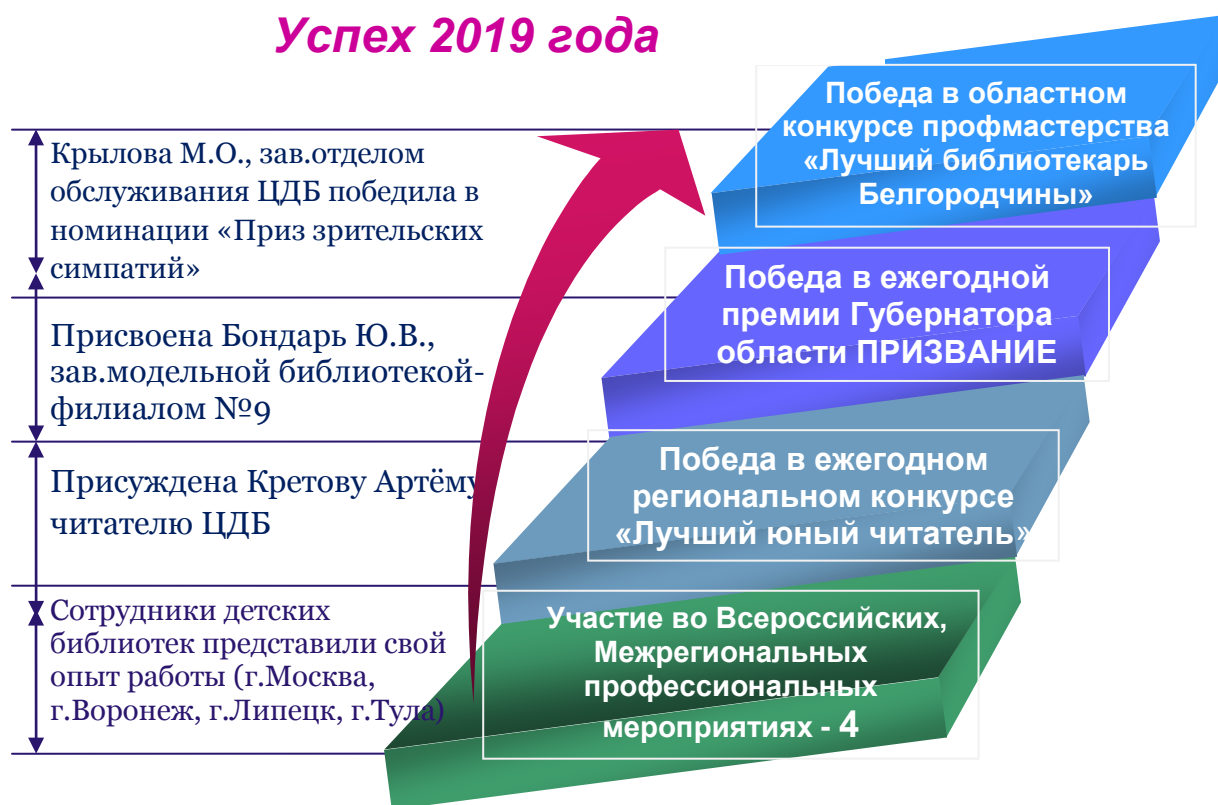 Успех 2019 года
Крылова М.О., зав.отделом
обслуживания ЦДБ победила в
номинации «Приз зрительских
симпатий»
Победа в областном
конкурсе профмастерства
«Лучший библиотекарь
Белгородчины»
Присвоена Бондарь Ю.В.,
зав.модельной библиотекой-
филиалом №9
Победа в ежегодной
премии Губернатора
области ПРИЗВАНИЕ
Присуждена Кретову Артёму
читателю ЦДБ
Победа в ежегодном
региональном конкурсе
«Лучший юный читатель»
Сотрудники детских
библиотек представили свой
опыт работы (г.Москва,
г.Воронеж, г.Липецк, г.Тула)
Участие во Всероссийских,
Межрегиональных
профессиональных
мероприятиях - 4